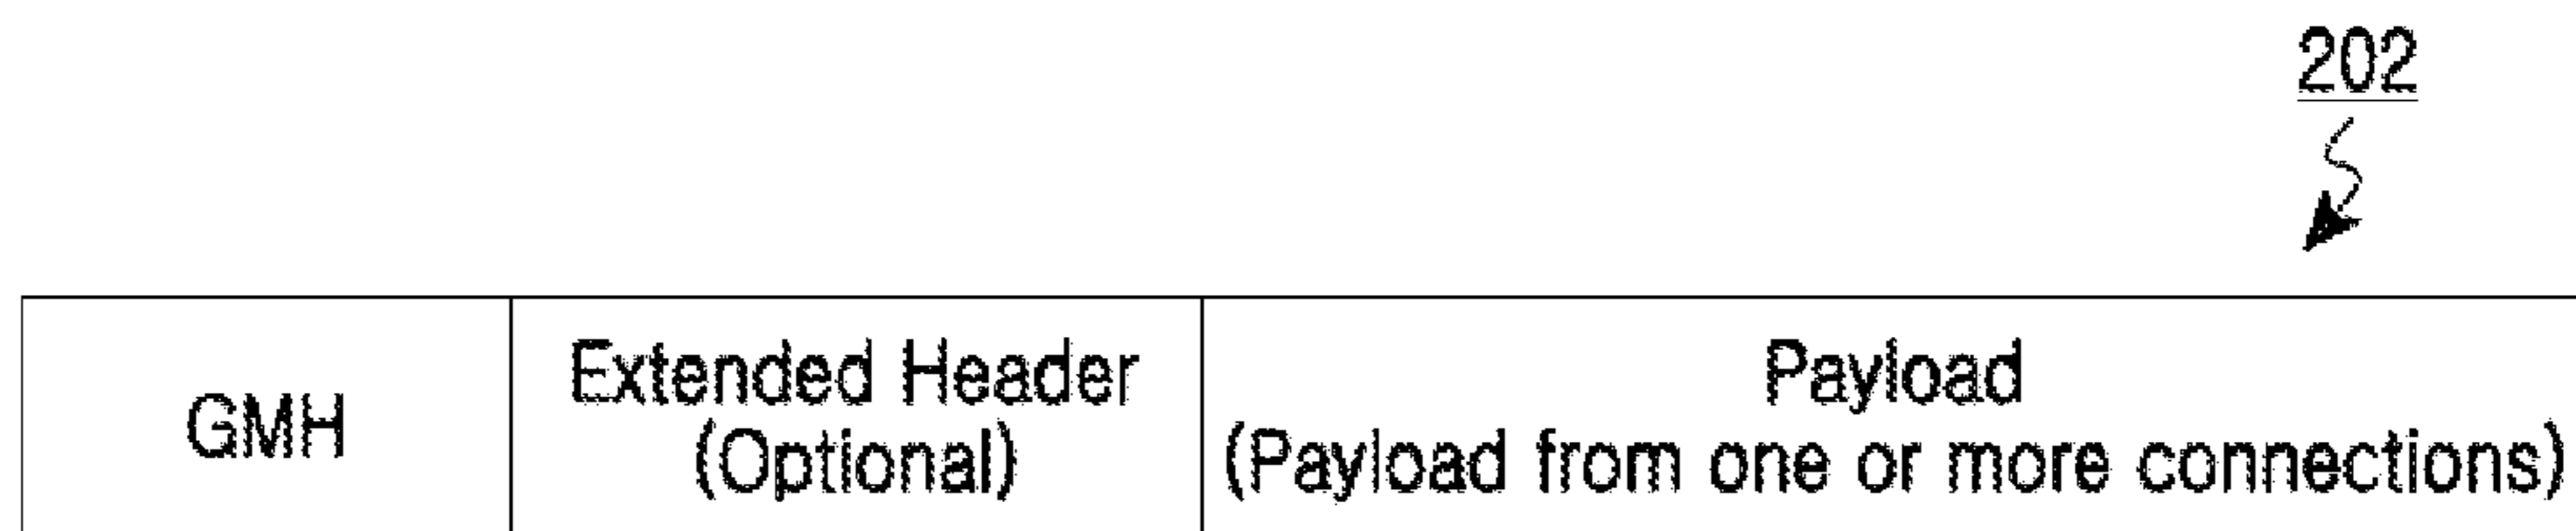 202
GMH
Extended Header
(Optional)
Payload
(Payload from one or more connections)